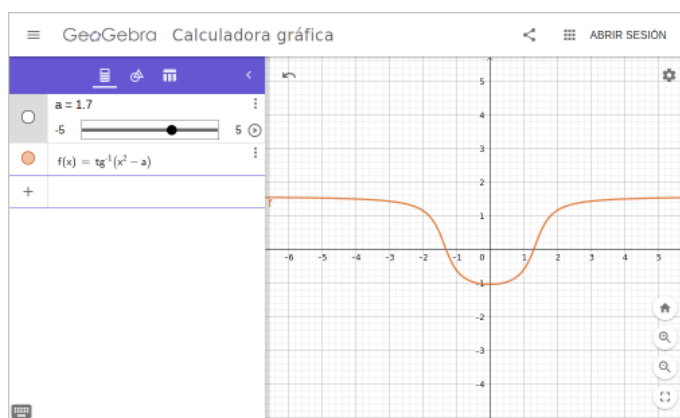 GeoGebra Calculadora gráfica
ABRIR SESIÓN
a = 1.7
-5 5
f(x) = tg⁻¹(x² − a)
f
5
4
3
2
1
-6 -5 -4 -3 -2 -1 0 0 1 2 3 4 5
-1
-2
-3
-4